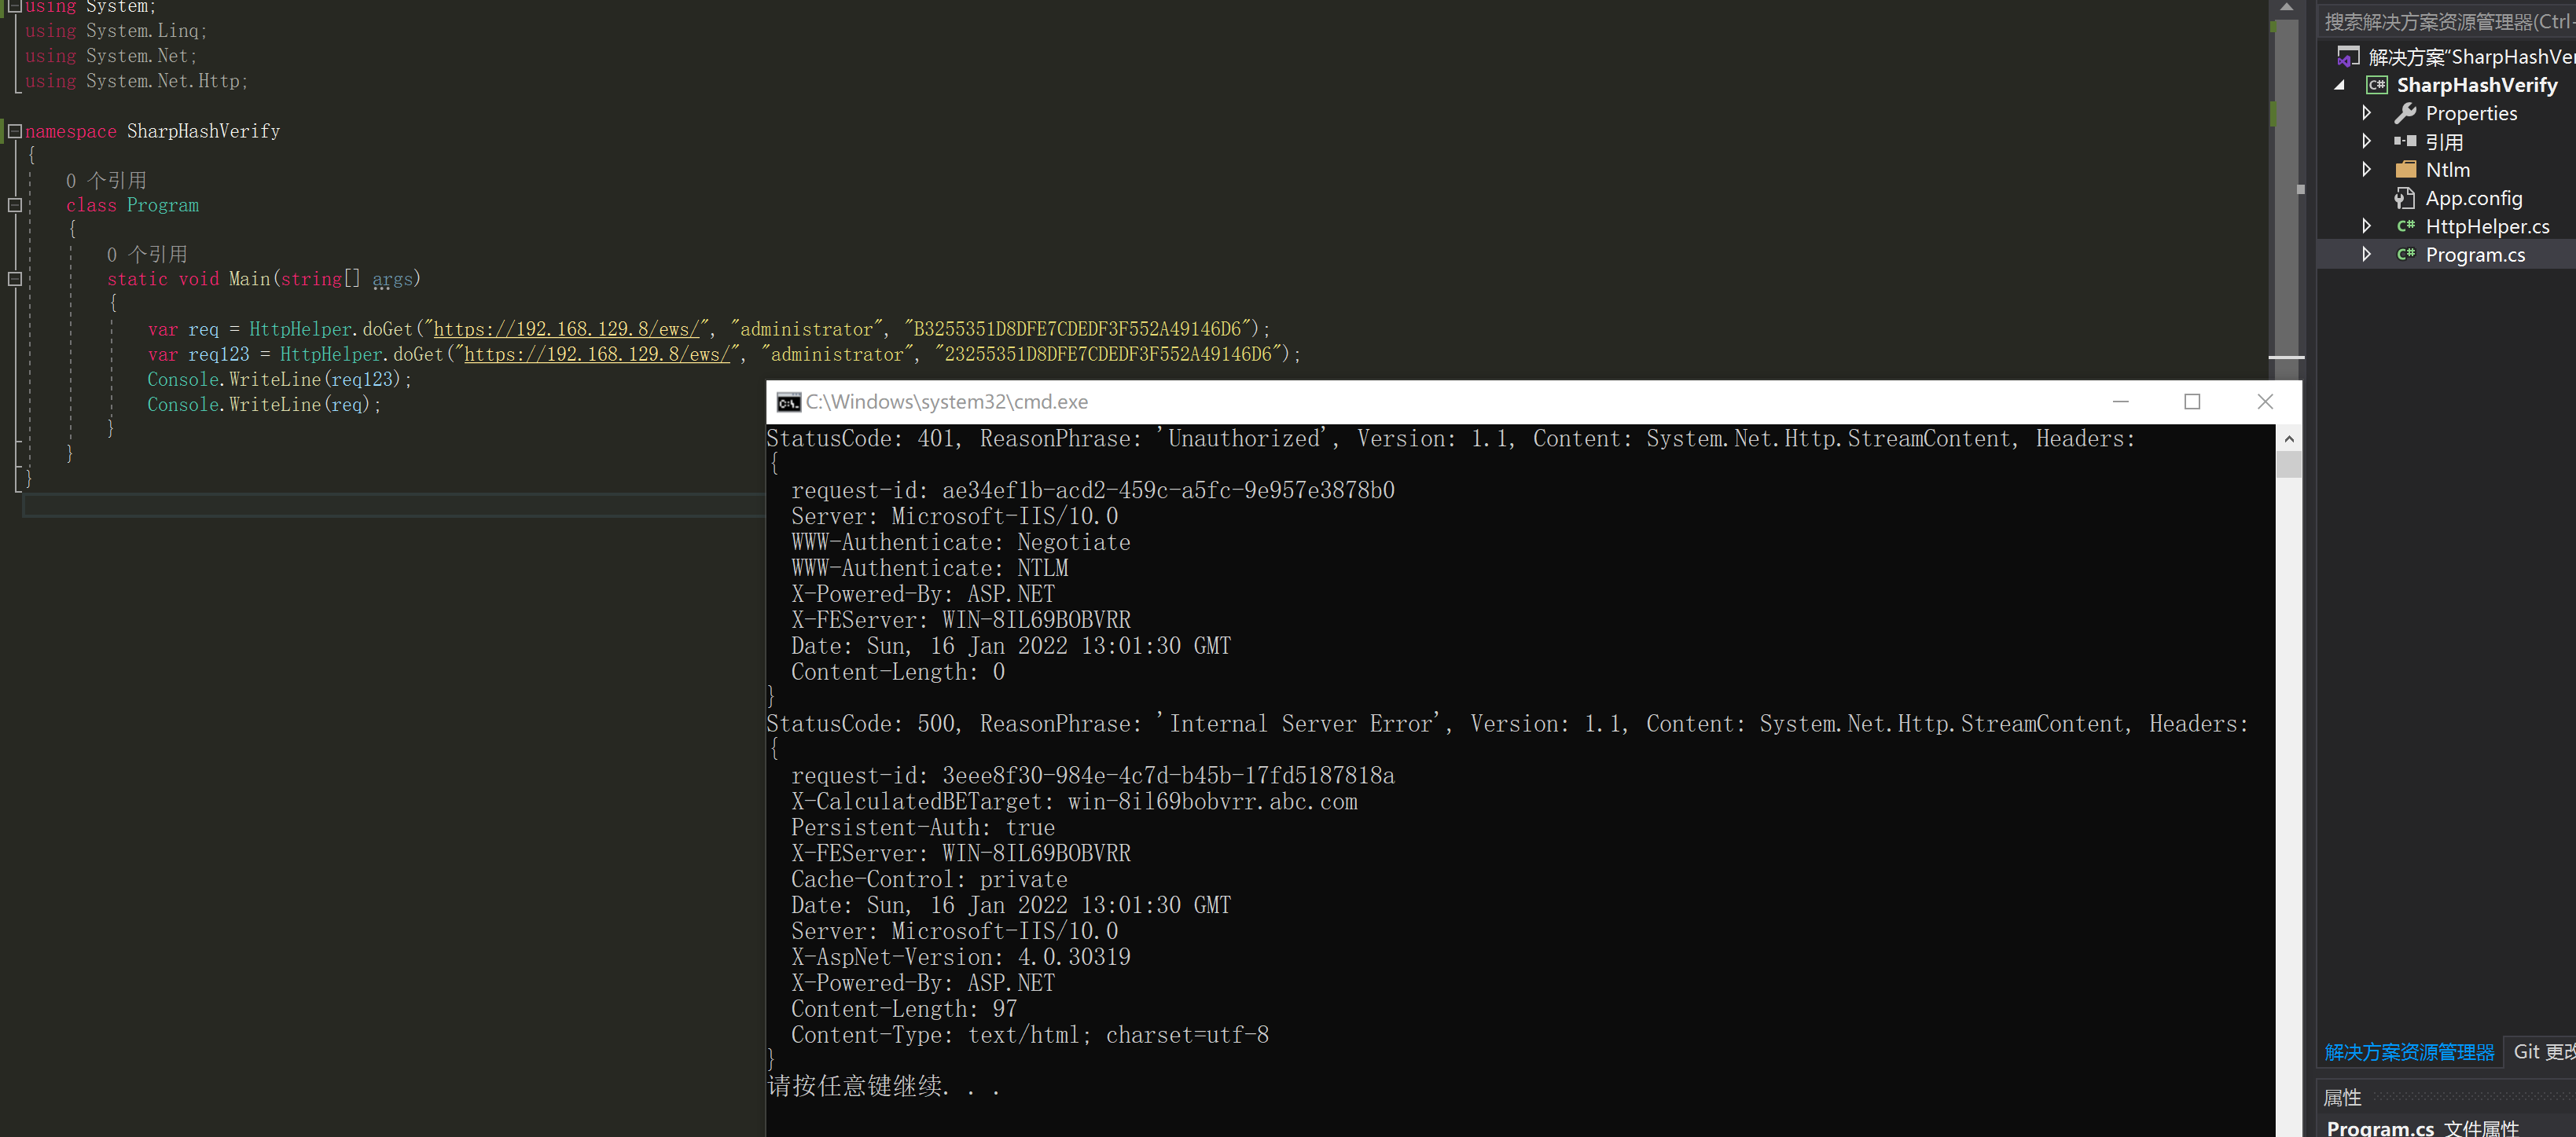 using System;
using System.Linq;
using System.Net;
using System.Net.Http;
namespace SharpHashVerify
{
0 个引用
class Program
{
0 个引用
static void Main(string[] args)
{
var req = HttpHelper.doGet("https://192.168.129.8/ews/", "administrator", "B3255351D8DFE7CDEDF3F552A49146D6");
var req123 = HttpHelper.doGet("https://192.168.129.8/ews/", "administrator", "23255351D8DFE7CDEDF3F552A49146D6");
Console.WriteLine(req123);
Console.WriteLine(req);
}
}
}
C:\Windows\system32\cmd.exe
StatusCode: 401, ReasonPhrase: 'Unauthorized', Version: 1.1, Content: System.Net.Http.StreamContent, Headers:
{
request-id: ae34ef1b-acd2-459c-a5fc-9e957e3878b0
Server: Microsoft-IIS/10.0
WWW-Authenticate: Negotiate
WWW-Authenticate: NTLM
X-Powered-By: ASP.NET
X-FEServer: WIN-8IL69BOBVRR
Date: Sun, 16 Jan 2022 13:01:30 GMT
Content-Length: 0
}
StatusCode: 500, ReasonPhrase: 'Internal Server Error', Version: 1.1, Content: System.Net.Http.StreamContent, Headers:
{
request-id: 3eee8f30-984e-4c7d-b45b-17fd5187818a
X-CalculatedBETarget: win-8il69bobvrr.abc.com
Persistent-Auth: true
X-FEServer: WIN-8IL69BOBVRR
Cache-Control: private
Date: Sun, 16 Jan 2022 13:01:30 GMT
Server: Microsoft-IIS/10.0
X-AspNet-Version: 4.0.30319
X-Powered-By: ASP.NET
Content-Length: 97
Content-Type: text/html; charset=utf-8
}
请按任意键继续. . .
搜索解决方案资源管理器(Ctrl-
解决方案"SharpHashVer
C# SharpHashVerify
Properties
引用
Ntlm
App.config
C# HttpHelper.cs
C# Program.cs
解决方案资源管理器 Git 更改
属性
Program.cs 文件属性